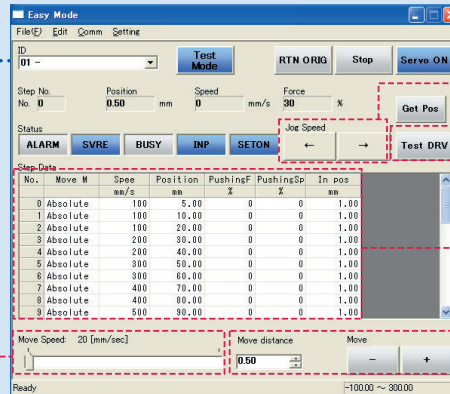 Easy Mode
File(F) Edit Comm Setting
ID
01 -
Test Mode
RTN ORIG Stop Servo ON
Step No. Position Speed Force
No. 0 0.50 mm 0 mm/s 30 %
Get Pos
Status
ALARM SVRE BUSY INP SETON
Jog Speed
← →
Test DRV
Step Data
No. Move M Spee Position PushingF PushingSp In pos
mm/s mm % % mm
0 Absolute 100 5.00 0 0 1.00
1 Absolute 100 10.00 0 0 1.00
2 Absolute 100 20.00 0 0 1.00
3 Absolute 200 30.00 0 0 1.00
4 Absolute 200 40.00 0 0 1.00
5 Absolute 300 50.00 0 0 1.00
6 Absolute 300 60.00 0 0 1.00
7 Absolute 400 70.00 0 0 1.00
8 Absolute 400 80.00 0 0 1.00
9 Absolute 500 90.00 0 0 1.00
Move Speed: 20 [mm/sec]
Move distance Move
0.50 - +
Ready -100.00 ~ 300.00